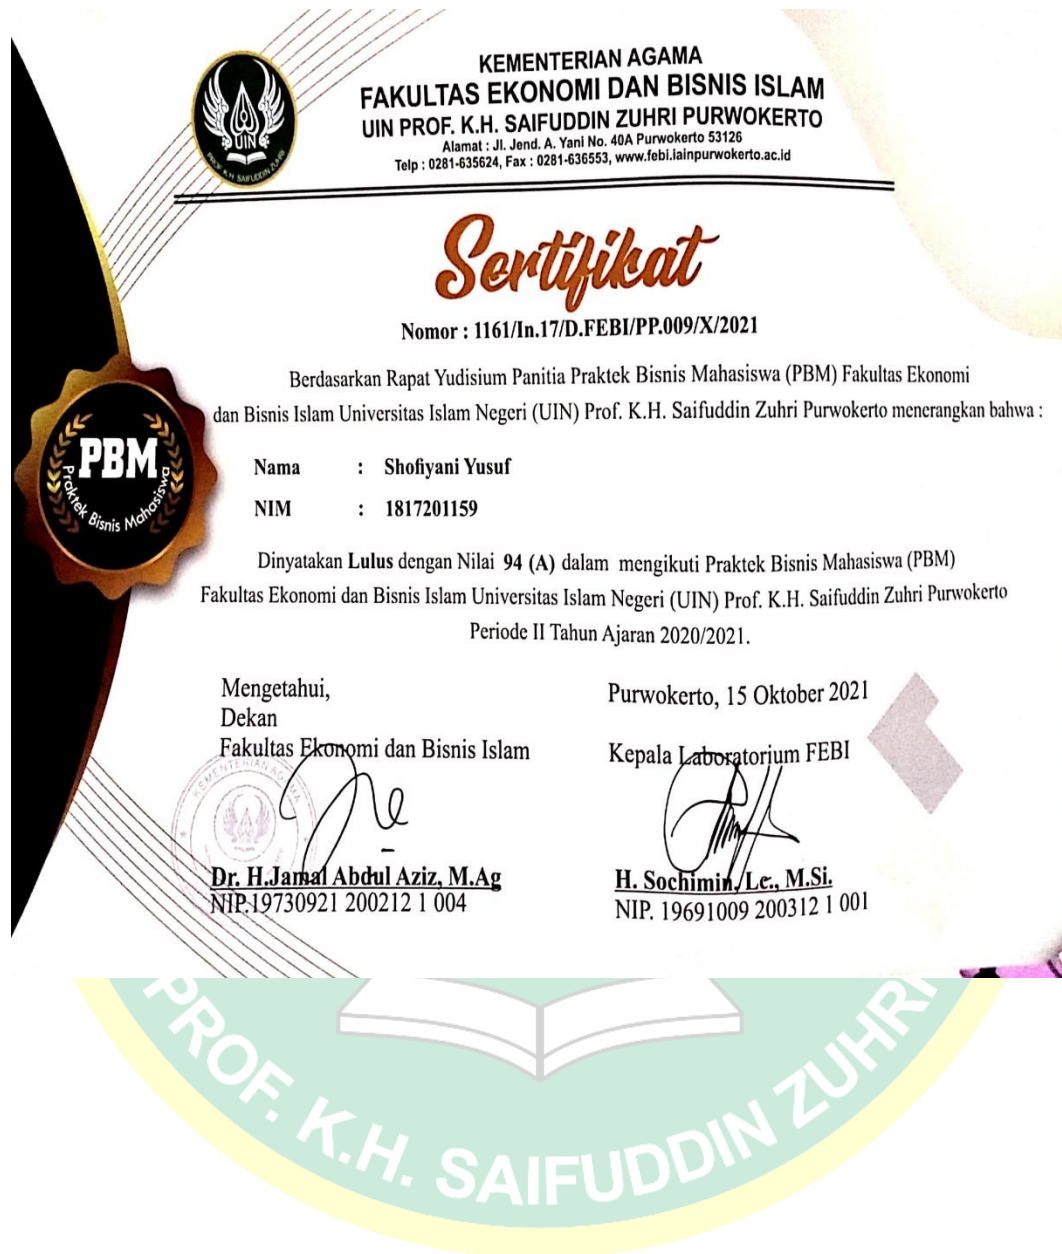 KEMENTERIAN AGAMA
FAKULTAS EKONOMI DAN BISNIS ISLAM
UIN PROF. K.H. SAIFUDDIN ZUHRI PURWOKERTO
Alamat : Jl. Jend. A. Yani No. 40A Purwokerto 53126
Telp : 0281-635624, Fax : 0281-636553, www.febi.iainpurwokerto.ac.id
UIN
PROF. K.H SAIFUDDIN ZUHRI
Sertifikat
Nomor : 1161/In.17/D.FEBI/PP.009/X/2021
Berdasarkan Rapat Yudisium Panitia Praktek Bisnis Mahasiswa (PBM) Fakultas Ekonomi
dan Bisnis Islam Universitas Islam Negeri (UIN) Prof. K.H. Saifuddin Zuhri Purwokerto menerangkan bahwa :
PBM
Praktek Bisnis Mahasiswa
Nama : Shofiyani Yusuf
NIM : 1817201159
Dinyatakan Lulus dengan Nilai 94 (A) dalam mengikuti Praktek Bisnis Mahasiswa (PBM)
Fakultas Ekonomi dan Bisnis Islam Universitas Islam Negeri (UIN) Prof. K.H. Saifuddin Zuhri Purwokerto
Periode II Tahun Ajaran 2020/2021.
Mengetahui,
Dekan
Fakultas Ekonomi dan Bisnis Islam
KEMENTERIAN AGAMA
Dr. H.Jamal Abdul Aziz, M.Ag
NIP.19730921 200212 1 004
Purwokerto, 15 Oktober 2021
Kepala Laboratorium FEBI
H. Sochimin, Lc., M.Si.
NIP. 19691009 200312 1 001
PROF. K.H. SAIFUDDIN ZUHRI